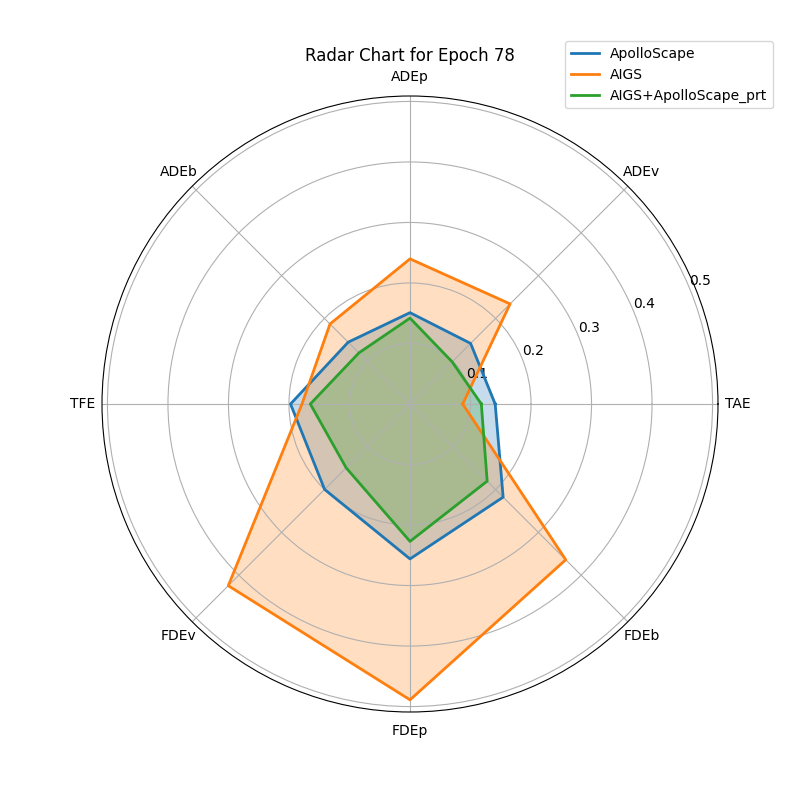 Radar Chart for Epoch 78
ApolloScape
AIGS
AIGS+ApolloScape_prt
ADEp
ADEb
ADEv
0.5
0.4
0.3
0.2
0.1
TFE
TAE
FDEv
FDEb
FDEp